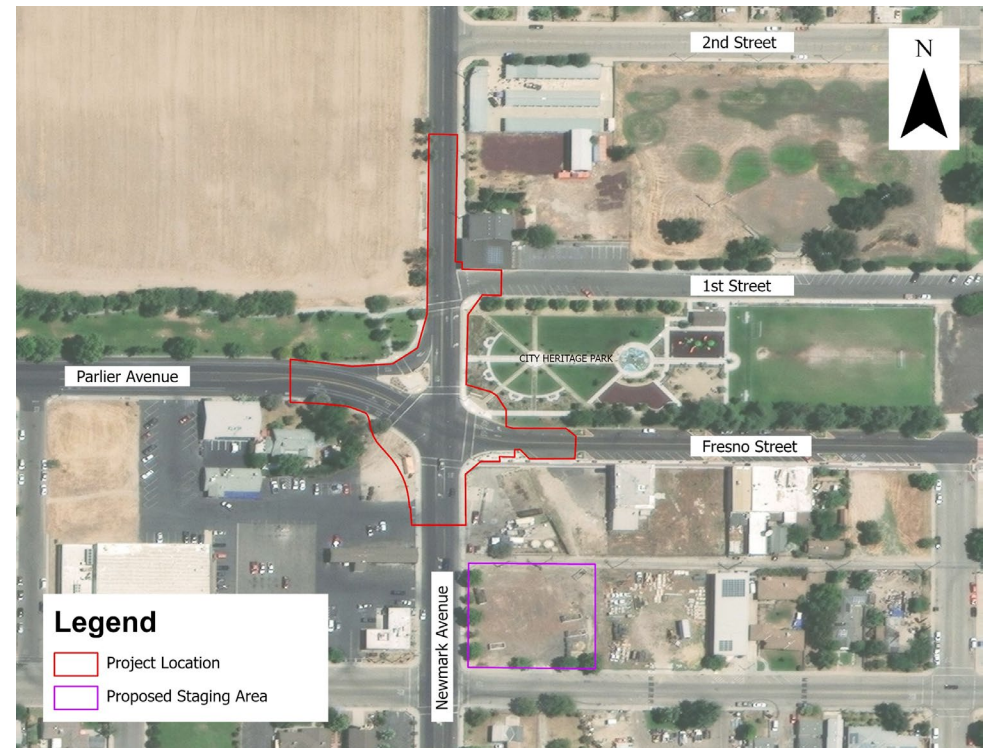 2nd Street
N
1st Street
CITY HERITAGE PARK
Parlier Avenue
Fresno Street
Newmark Avenue
Legend
Project Location
Proposed Staging Area